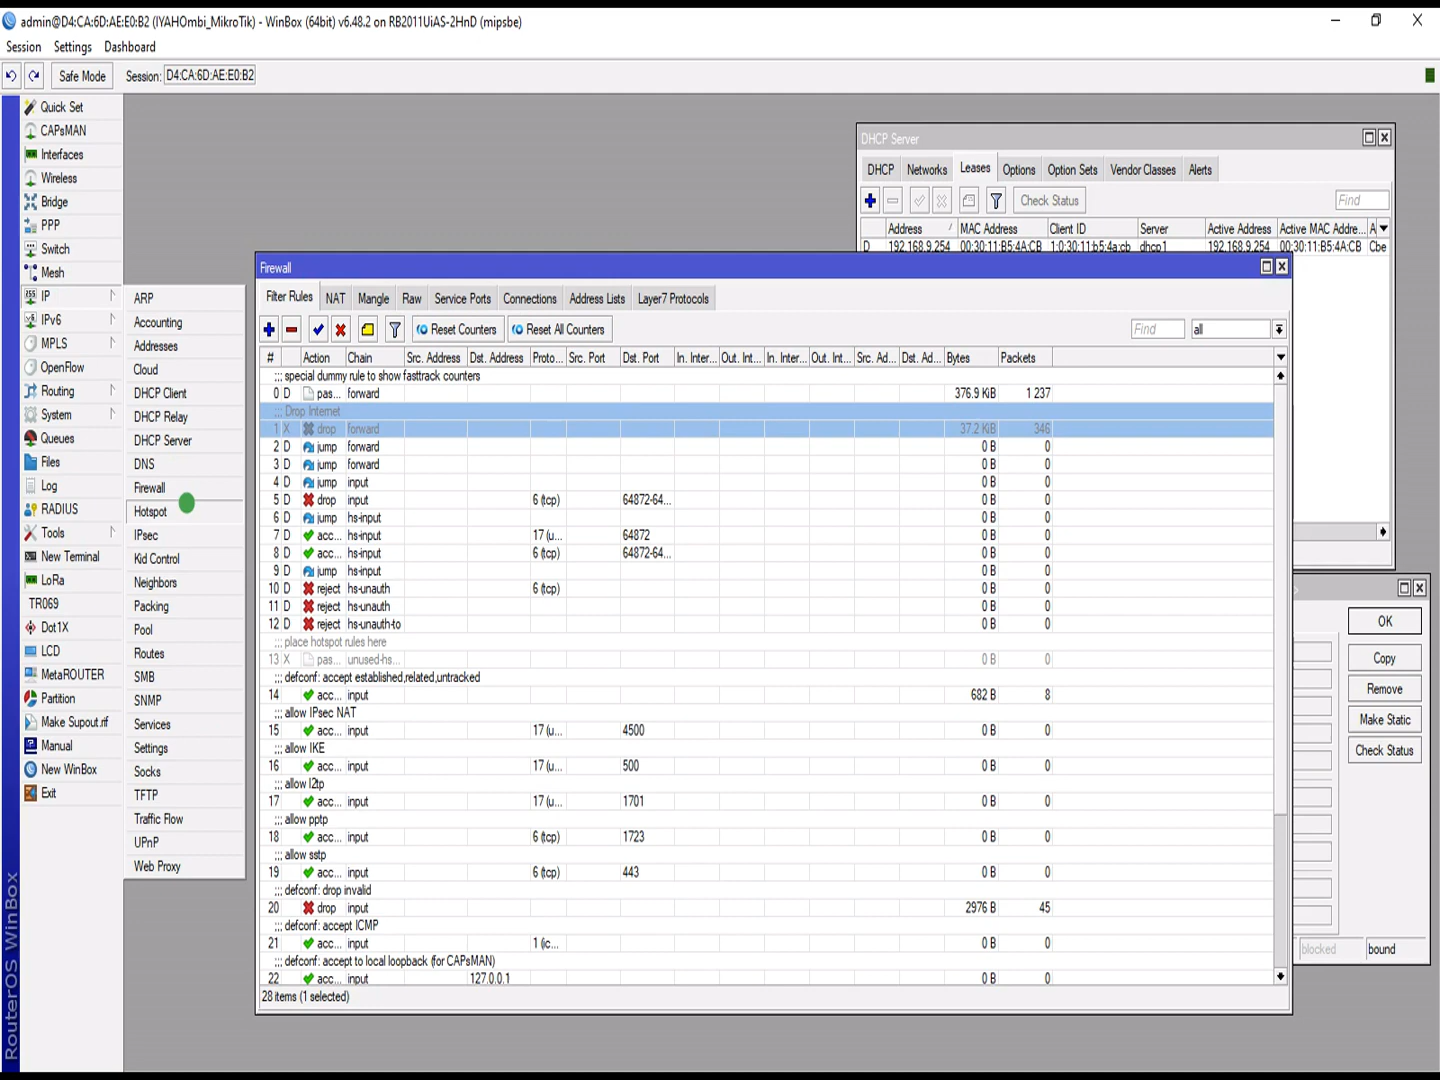 admin@D4:CA:6D:AE:E0:B2 (IYAHOmbi_MikroTik) - WinBox (64bit) v6.48.2 on RB2011UiAS-2HnD (mipsbe)
Session Settings Dashboard
Safe Mode Session: D4:CA:6D:AE:E0:B2
Quick Set
CAPsMAN
Interfaces
Wireless
Bridge
PPP
Switch
Mesh
IP
IPv6
MPLS
OpenFlow
Routing
System
Queues
Files
Log
RADIUS
Tools
New Terminal
LoRa
TR069
Dot1X
LCD
MetaROUTER
Partition
Make Supout.rif
Manual
New WinBox
Exit
RouterOS WinBox
ARP
Accounting
Addresses
Cloud
DHCP Client
DHCP Relay
DHCP Server
DNS
Firewall
Hotspot
IPsec
Kid Control
Neighbors
Packing
Pool
Routes
SMB
SNMP
Services
Settings
Socks
TFTP
Traffic Flow
UPnP
Web Proxy
DHCP Server
DHCP Networks Leases Options Option Sets Vendor Classes Alerts
Check Status Find
Address MAC Address Client ID Server Active Address Active MAC Addre... A
D 192.168.9.254 00:30:11:B5:4A:CB 1:0:30:11:b5:4a:cb dhcp1 192.168.9.254 00:30:11:B5:4A:CB Cbe
Firewall
Filter Rules NAT Mangle Raw Service Ports Connections Address Lists Layer7 Protocols
Reset Counters Reset All Counters Find all
# Action Chain Src. Address Dst. Address Proto... Src. Port Dst. Port In. Inter... Out. Int... In. Inter... Out. Int... Src. Ad... Dst. Ad... Bytes Packets
;;; special dummy rule to show fasttrack counters
0 D pas... forward 376.9 KiB 1 237
;;; Drop Internet
1 X drop forward 37.2 KiB 346
2 D jump forward 0 B 0
3 D jump forward 0 B 0
4 D jump input 0 B 0
5 D drop input 6 (tcp) 64872-64... 0 B 0
6 D jump hs-input 0 B 0
7 D acc... hs-input 17 (u... 64872 0 B 0
8 D acc... hs-input 6 (tcp) 64872-64... 0 B 0
9 D jump hs-input 0 B 0
10 D reject hs-unauth 6 (tcp) 0 B 0
11 D reject hs-unauth 0 B 0
12 D reject hs-unauth-to 0 B 0
;;; place hotspot rules here
13 X pas... unused-hs... 0 B 0
;;; defconf: accept established,related,untracked
14 acc... input 682 B 8
;;; allow IPsec NAT
15 acc... input 17 (u... 4500 0 B 0
;;; allow IKE
16 acc... input 17 (u... 500 0 B 0
;;; allow l2tp
17 acc... input 17 (u... 1701 0 B 0
;;; allow pptp
18 acc... input 6 (tcp) 1723 0 B 0
;;; allow sstp
19 acc... input 6 (tcp) 443 0 B 0
;;; defconf: drop invalid
20 drop input 2976 B 45
;;; defconf: accept ICMP
21 acc... input 1 (ic... 0 B 0
;;; defconf: accept to local loopback (for CAPsMAN)
22 acc... input 127.0.0.1 0 B 0
28 items (1 selected)
OK
Copy
Remove
Make Static
Check Status
blocked bound